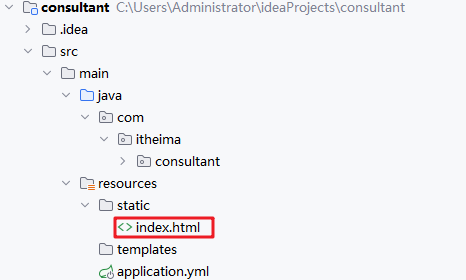 consultant C:\Users\Administrator\ideaProjects\consultant
.idea
src
main
java
com
itheima
consultant
resources
static
<> index.html
templates
application.yml